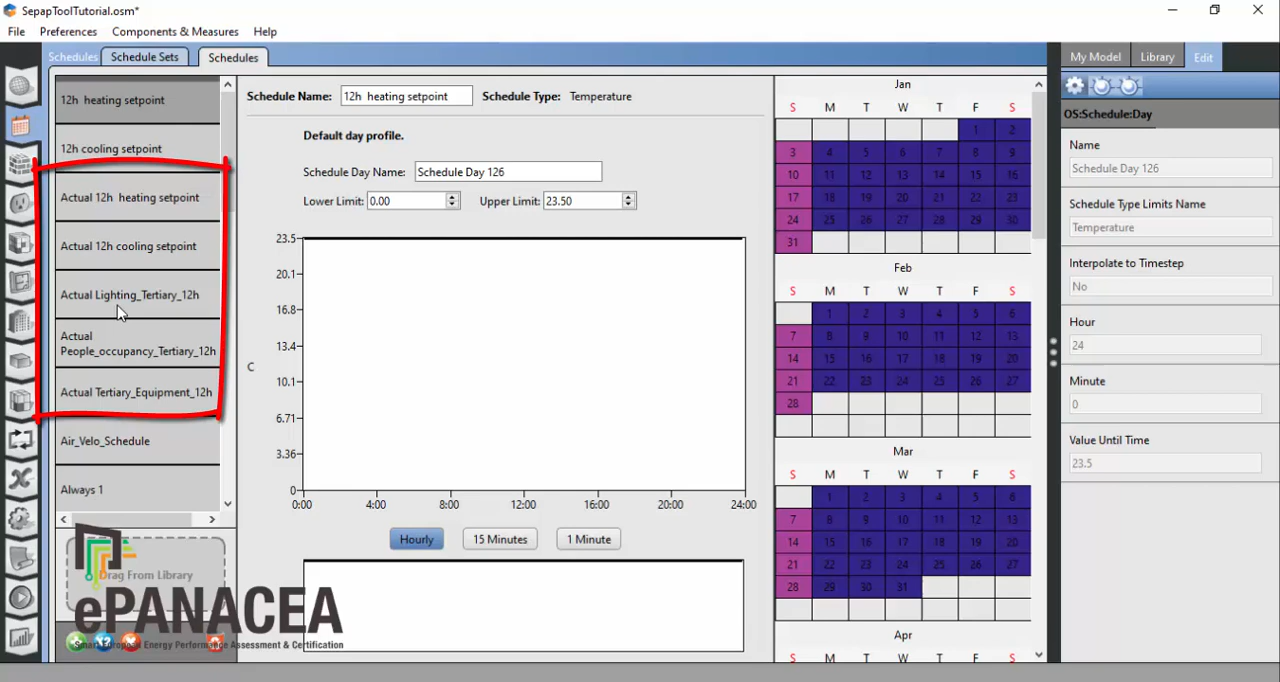 SepapToolTutorial.osm*
File Preferences Components & Measures Help
Schedules Schedule Sets Schedules My Model Library Edit
12h heating setpoint
12h cooling setpoint
Actual 12h heating setpoint
Actual 12h cooling setpoint
Actual Lighting_Tertiary_12h
Actual
People_occupancy_Tertiary_12h
Actual Tertiary_Equipment_12h
Air_Velo_Schedule
Always 1
Drag From Library
Schedule Name: 12h heating setpoint Schedule Type: Temperature
Default day profile.
Schedule Day Name: Schedule Day 126
Lower Limit: 0.00 Upper Limit: 23.50
23.5
20.1
16.8
13.4
C
10.1
6.71
3.36
0
0:00 4:00 8:00 12:00 16:00 20:00 24:00
Hourly 15 Minutes 1 Minute
Jan
S M T W T F S
1 2
3 4 5 6 7 8 9
10 11 12 13 14 15 16
17 18 19 20 21 22 23
24 25 26 27 28 29 30
31
Feb
S M T W T F S
1 2 3 4 5 6
7 8 9 10 11 12 13
14 15 16 17 18 19 20
21 22 23 24 25 26 27
28
Mar
S M T W T F S
1 2 3 4 5 6
7 8 9 10 11 12 13
14 15 16 17 18 19 20
21 22 23 24 25 26 27
28 29 30 31
Apr
S M T W T F S
OS:Schedule:Day
Name
Schedule Day 126
Schedule Type Limits Name
Temperature
Interpolate to Timestep
No
Hour
24
Minute
0
Value Until Time
23.5
ePANACEA
Smart European Energy Performance Assessment & Certification